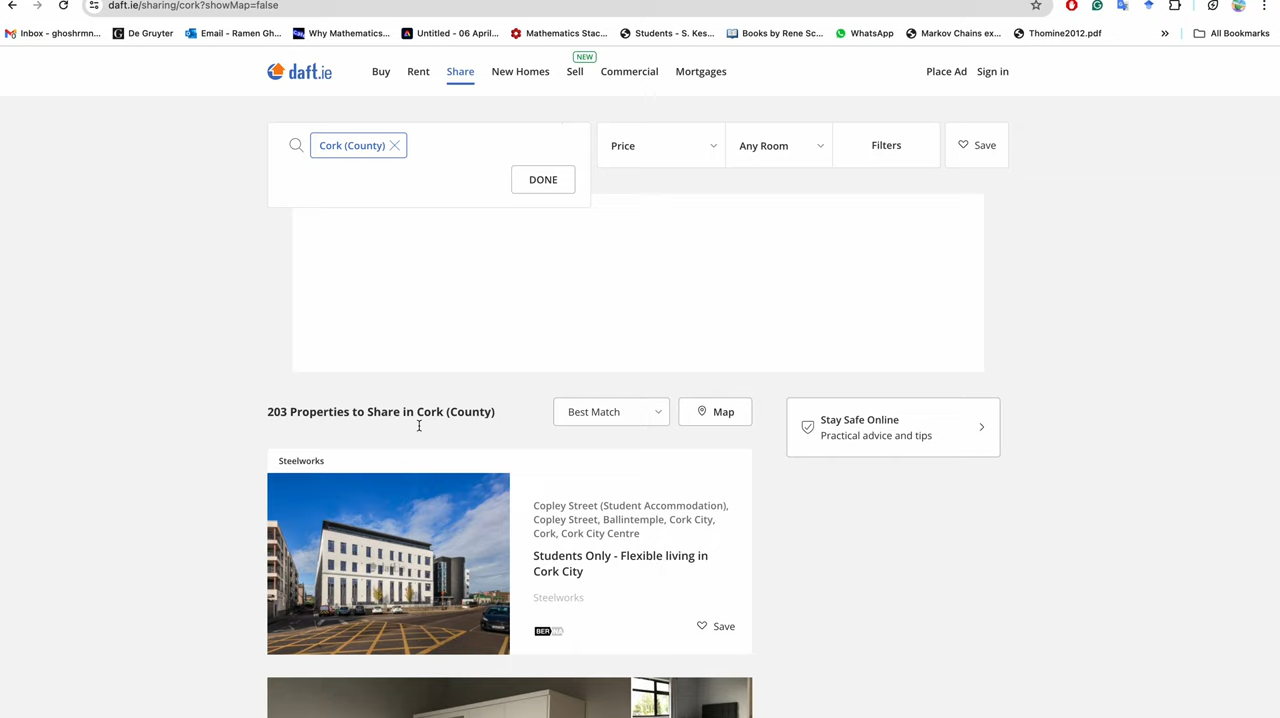 daft.ie/sharing/cork?showMap=false
Inbox - ghoshrmn... De Gruyter Email - Ramen Gh... Why Mathematics... Untitled - 06 April... Mathematics Stac... Students - S. Kes... Books by Rene Sc... WhatsApp Markov Chains ex... Thomine2012.pdf » All Bookmarks
NEW
daft.ie Buy Rent Share New Homes Sell Commercial Mortgages Place Ad Sign in
Cork (County) Price Any Room Filters Save
DONE
203 Properties to Share in Cork (County) Best Match Map
Stay Safe Online
Practical advice and tips
Steelworks
Copley Street (Student Accommodation),
Copley Street, Ballintemple, Cork City,
Cork, Cork City Centre
Students Only - Flexible living in
Cork City
Steelworks
BER
Save